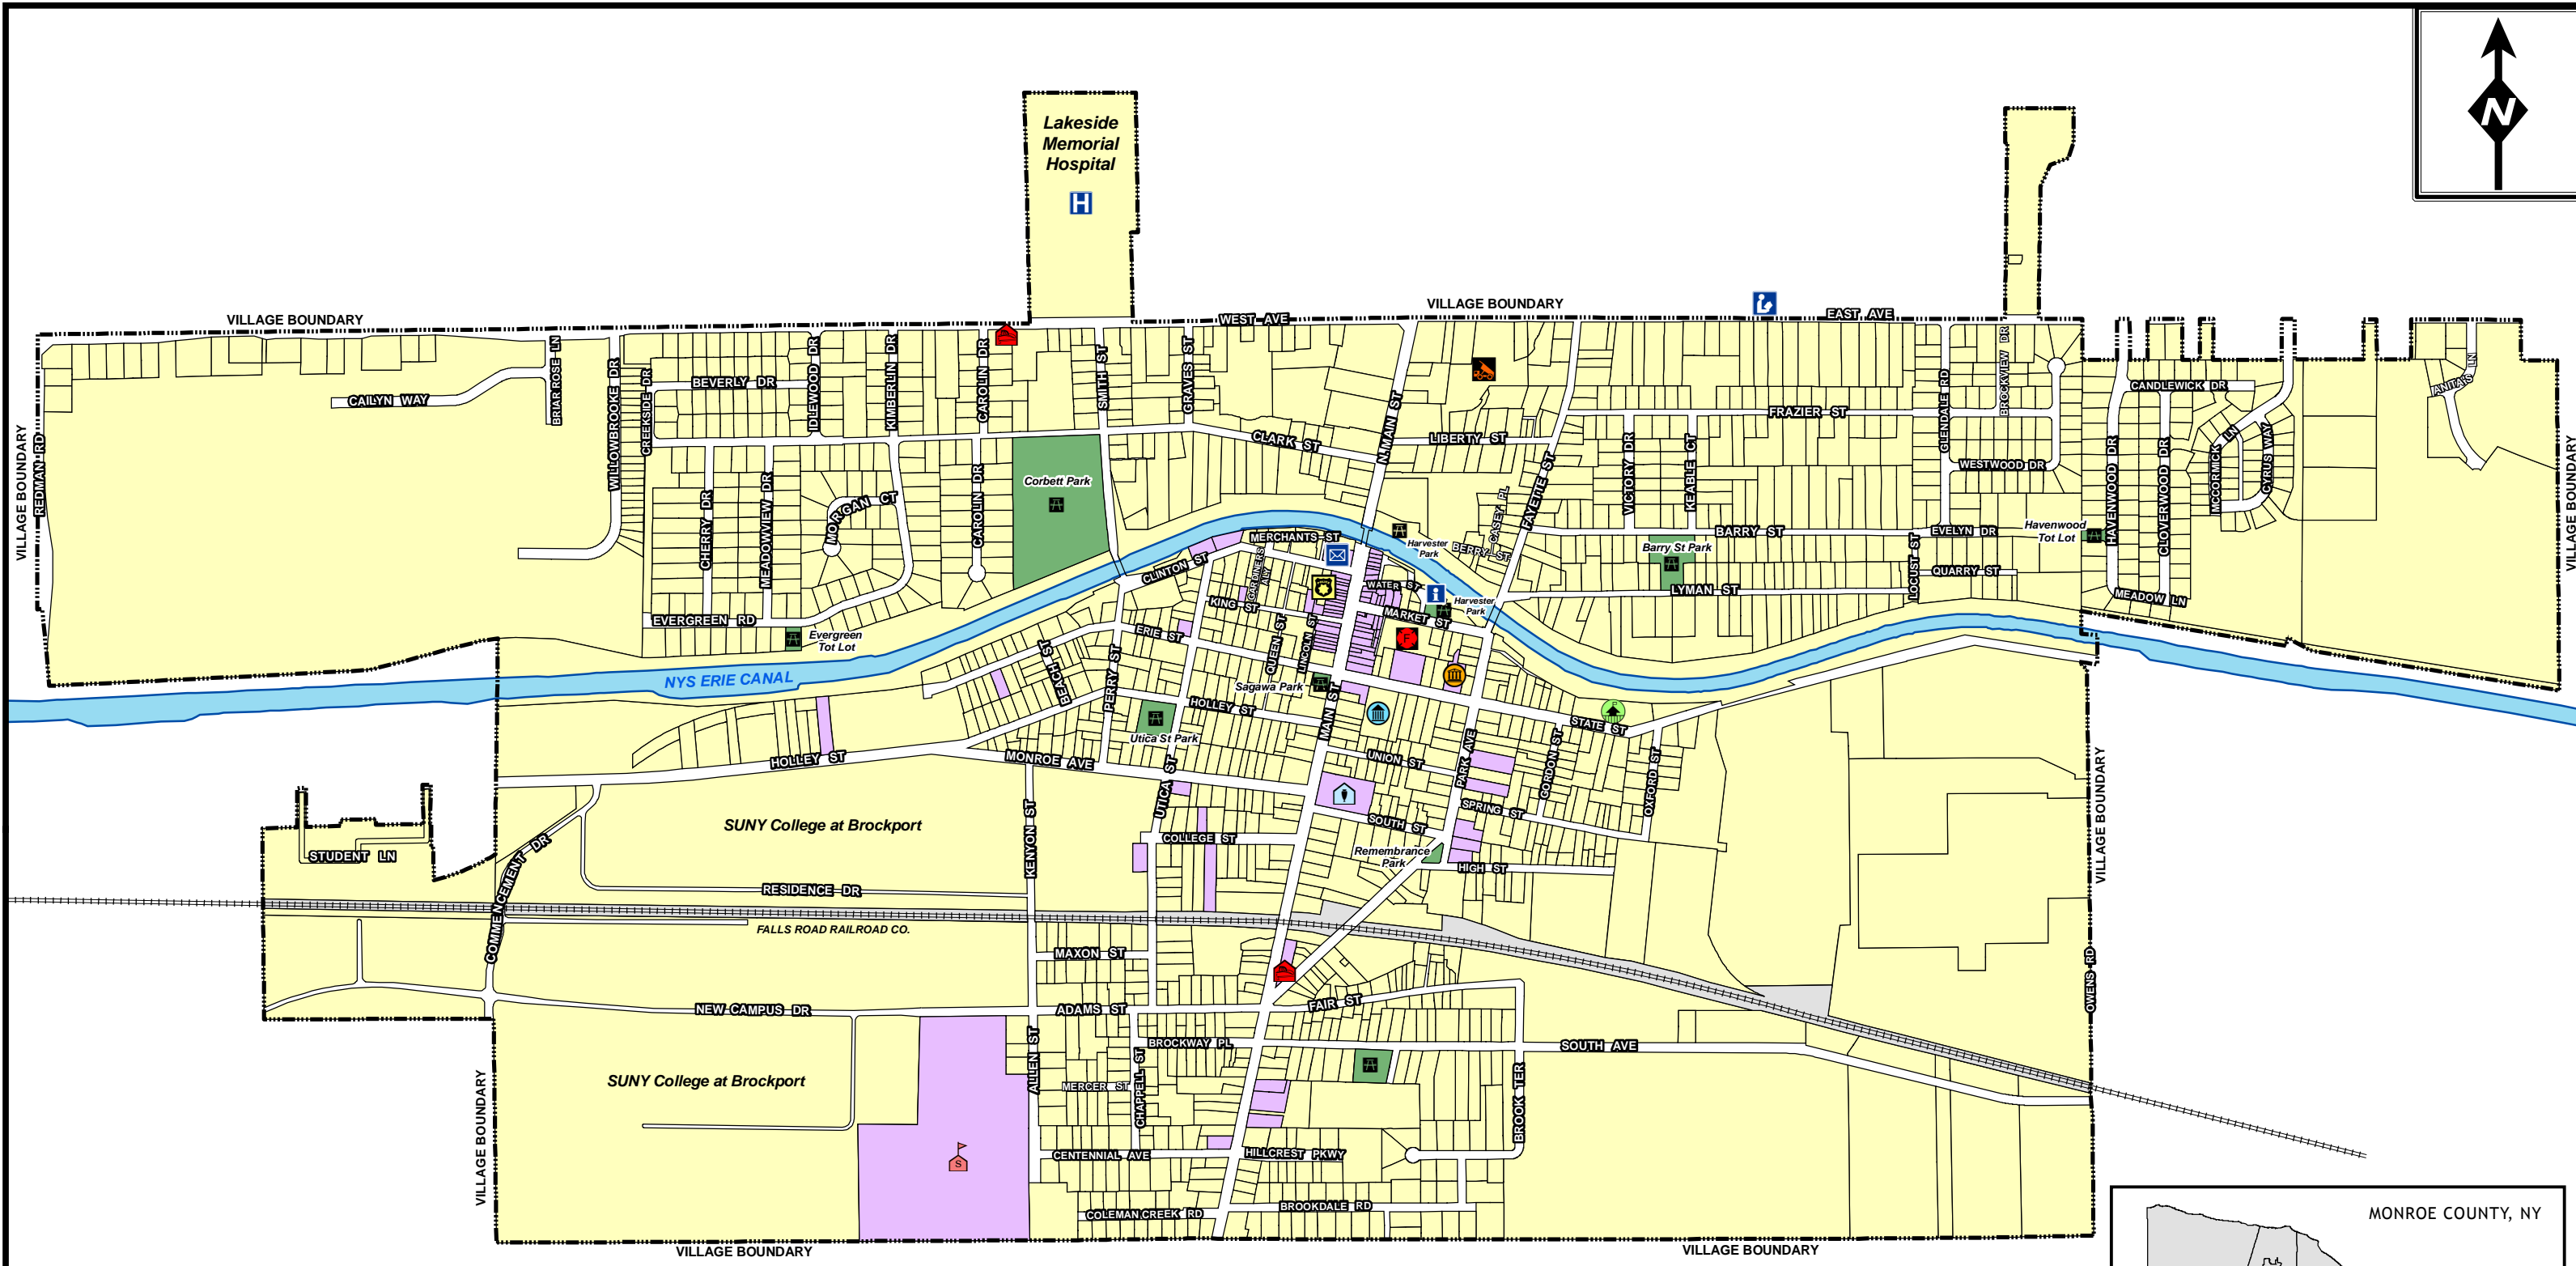 N
Lakeside
Memorial
Hospital
H
VILLAGE BOUNDARY
VILLAGE BOUNDARY
WEST AVE
EAST AVE
VILLAGE BOUNDARY
REDMAN RD
CAILYN WAY
BRIAR ROSE LN
WILLOWBROOKE DR
CREEKSIDE DR
BEVERLY DR
IDLEWOOD DR
KIMBERLIN DR
CAROLIN DR
SMITH ST
GRAVES ST
CLARK ST
N.MAIN ST
LIBERTY ST
FAYETTE ST
CASEY PL
VICTORY DR
KEABLE CT
FRAZIER ST
GLENDALE RD
BROCKVIEW DR
WESTWOOD DR
CANDLEWICK DR
HAVENWOOD DR
CLOVERWOOD DR
MCCORMICK LN
CYRUS WAY
ANITA'S LN
VILLAGE BOUNDARY
CHERRY DR
MEADOWVIEW DR
MORGAN CT
CAROLIN DR
Corbett Park
EVERGREEN RD
Evergreen
Tot Lot
NYS ERIE CANAL
MERCHANTS ST
CLINTON ST
GARDINERS ALY
Harvester
Park
BERRY ST
BARRY ST
Barry St Park
EVELYN DR
Havenwood
Tot Lot
LOCUST ST
QUARRY ST
LYMAN ST
MEADOW LN
WATER ST
i
Harvester
Park
MARKET ST
F
KING ST
ERIE ST
QUEEN ST
LINCOLN ST
BEACH ST
PERRY ST
Sagawa Park
HOLLEY ST
MAIN ST
Utica St Park
STATE ST
P
HOLLEY ST
MONROE AVE
UTICA ST
UNION ST
PARK AVE
GORDON ST
OXFORD ST
SPRING ST
SOUTH ST
Remembrance
Park
HIGH ST
COLLEGE ST
KENYON ST
SUNY College at Brockport
STUDENT LN
COMMENCEMENT DR
RESIDENCE DR
FALLS ROAD RAILROAD CO.
VILLAGE BOUNDARY
OWENS RD
MAXON ST
NEW CAMPUS DR
ADAMS ST
FAIR ST
BROCKWAY PL
SOUTH AVE
SUNY College at Brockport
ALLEN ST
MERCER ST
CHAPPELL ST
BROOK TER
VILLAGE BOUNDARY
S
CENTENNIAL AVE
HILLCREST PKWY
COLEMAN CREEK RD
BROOKDALE RD
VILLAGE BOUNDARY
VILLAGE BOUNDARY
MONROE COUNTY, NY